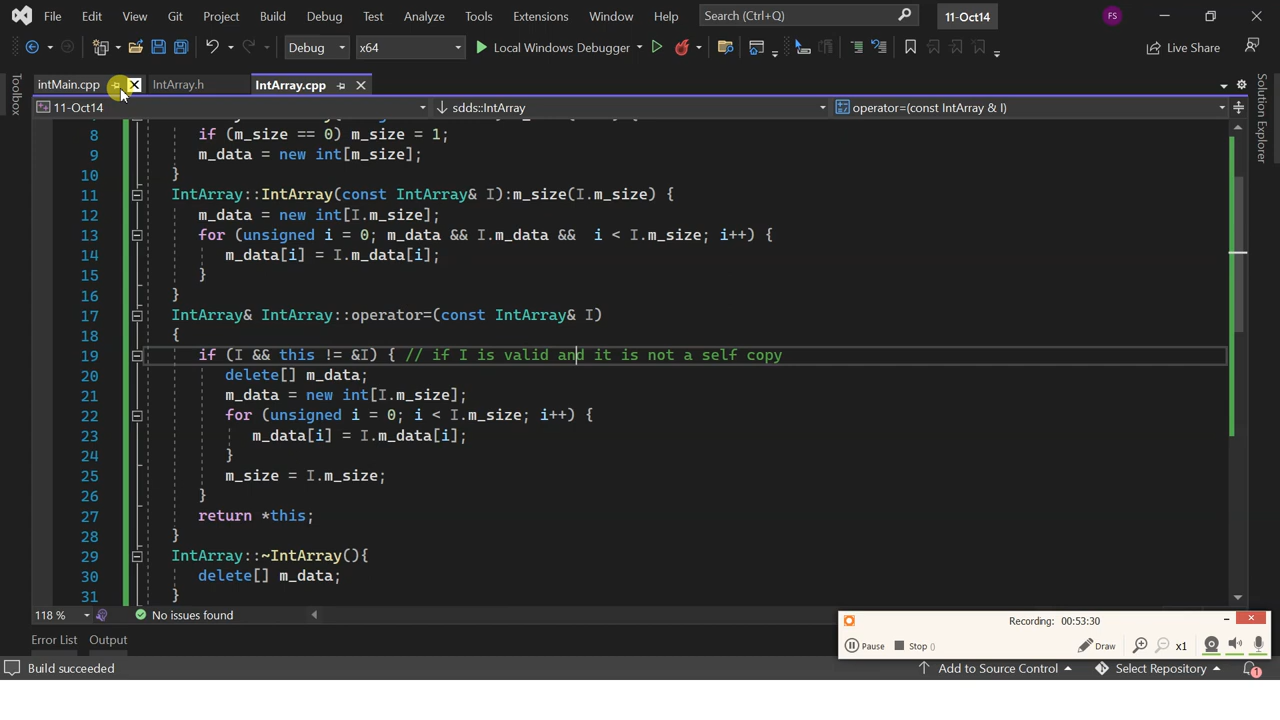 File Edit View Git Project Build Debug Test Analyze Tools Extensions Window Help Search (Ctrl+Q) 11-Oct14 FS
Debug x64 Local Windows Debugger Live Share
intMain.cpp IntArray.h IntArray.cpp
11-Oct14 sdds::IntArray operator=(const IntArray & I)
Toolbox
Solution Explorer
8 if (m_size == 0) m_size = 1;
9 m_data = new int[m_size];
10 }
11 IntArray::IntArray(const IntArray& I):m_size(I.m_size) {
12 m_data = new int[I.m_size];
13 for (unsigned i = 0; m_data && I.m_data && i < I.m_size; i++) {
14 m_data[i] = I.m_data[i];
15 }
16 }
17 IntArray& IntArray::operator=(const IntArray& I)
18 {
19 if (I && this != &I) { // if I is valid and it is not a self copy
20 delete[] m_data;
21 m_data = new int[I.m_size];
22 for (unsigned i = 0; i < I.m_size; i++) {
23 m_data[i] = I.m_data[i];
24 }
25 m_size = I.m_size;
26 }
27 return *this;
28 }
29 IntArray::~IntArray(){
30 delete[] m_data;
31 }
118 % No issues found
Recording: 00:53:30
Pause Stop () Draw x1
Error List Output
Build succeeded Add to Source Control Select Repository 1